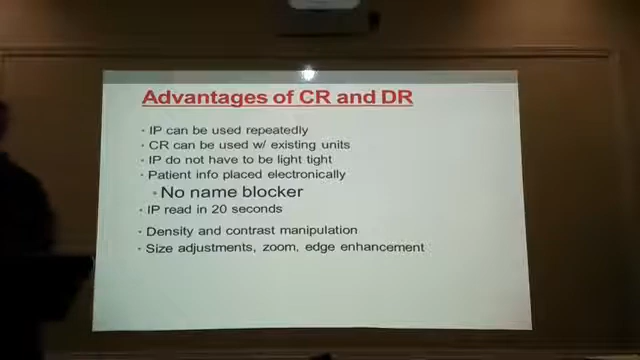 Advantages of CR and DR
• IP can be used repeatedly
• CR can be used w/ existing units
• IP do not have to be light tight
• Patient info placed electronically
• No name blocker
• IP read in 20 seconds
• Density and contrast manipulation
• Size adjustments, zoom, edge enhancement